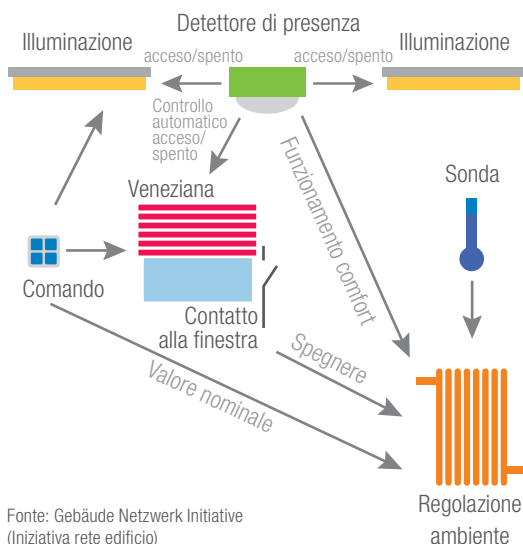 Detettore di presenza
Illuminazione
Illuminazione
acceso/spento
acceso/spento
Controllo
automatico
acceso/
spento
Veneziana
Funzionamento comfort
Sonda
Comando
Contatto
alla finestra
Spegnere
Valore nominale
Regolazione
ambiente
Fonte: Gebäude Netzwerk Initiative
(Iniziativa rete edificio)